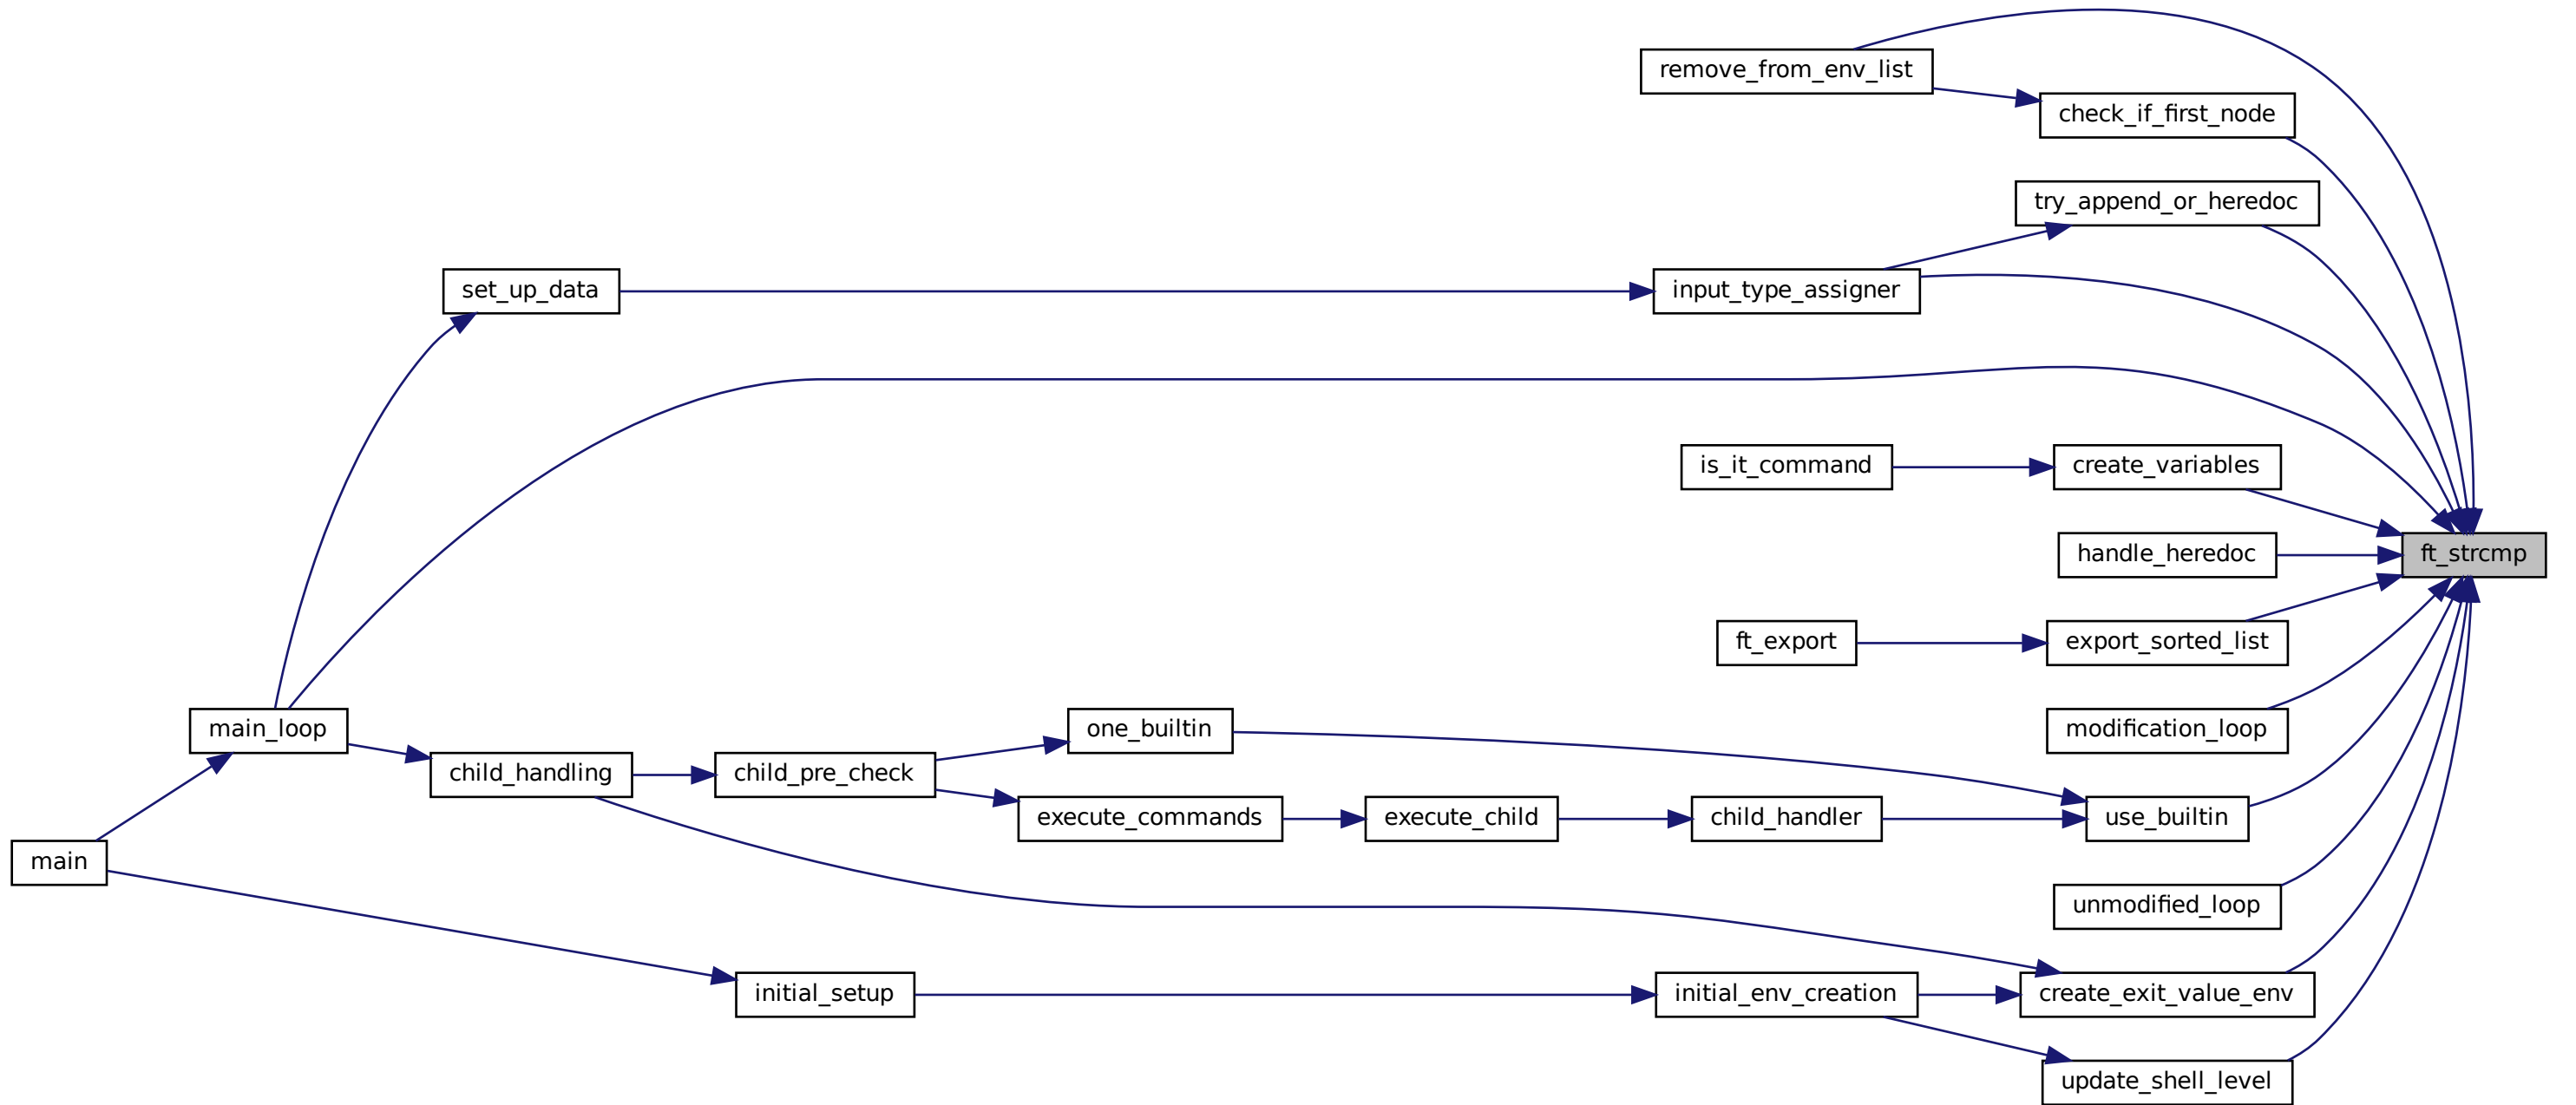 remove_from_env_list
check_if_first_node
try_append_or_heredoc
set_up_data
input_type_assigner
is_it_command
create_variables
handle_heredoc
ft_strcmp
ft_export
export_sorted_list
main_loop
one_builtin
modification_loop
child_handling
child_pre_check
execute_commands
execute_child
child_handler
use_builtin
main
unmodified_loop
initial_setup
initial_env_creation
create_exit_value_env
update_shell_level